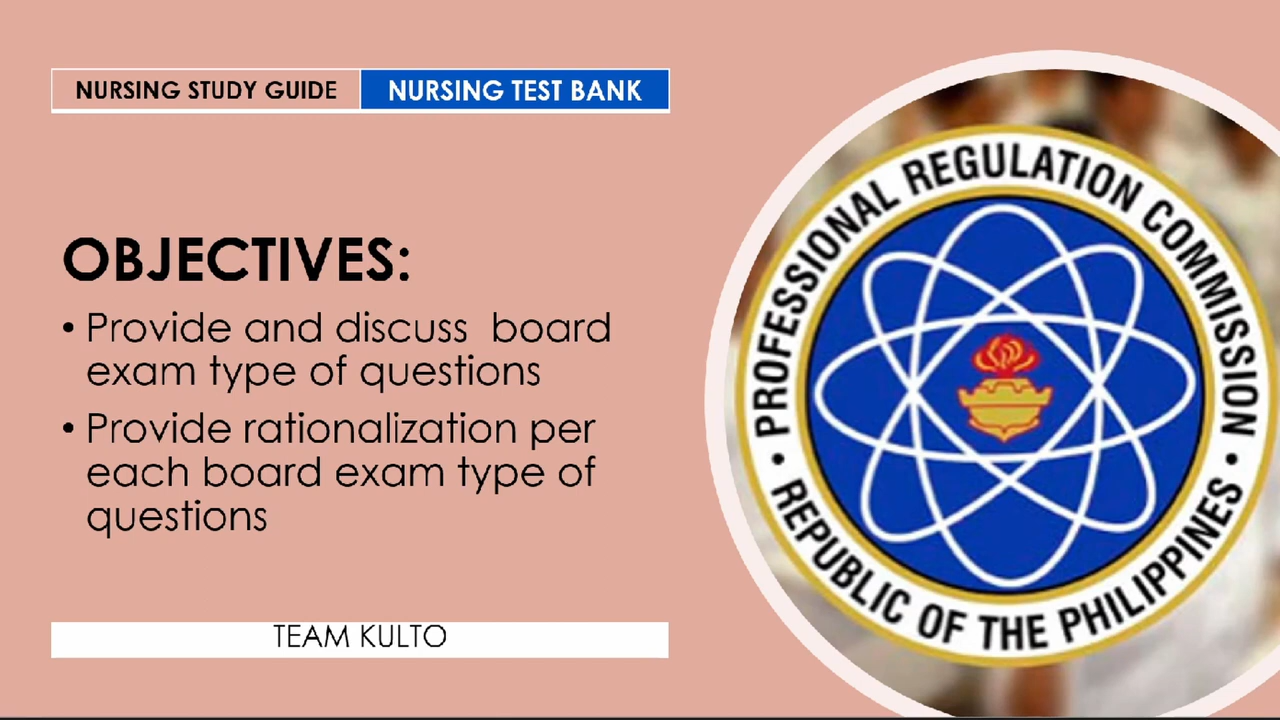 NURSING STUDY GUIDE NURSING TEST BANK
OBJECTIVES:
• Provide and discuss  board
exam type of questions
• Provide rationalization per
each board exam type of
questions
TEAM KULTO
• PROFESSIONAL REGULATION COMMISSION •
REPUBLIC OF THE PHILIPPINES